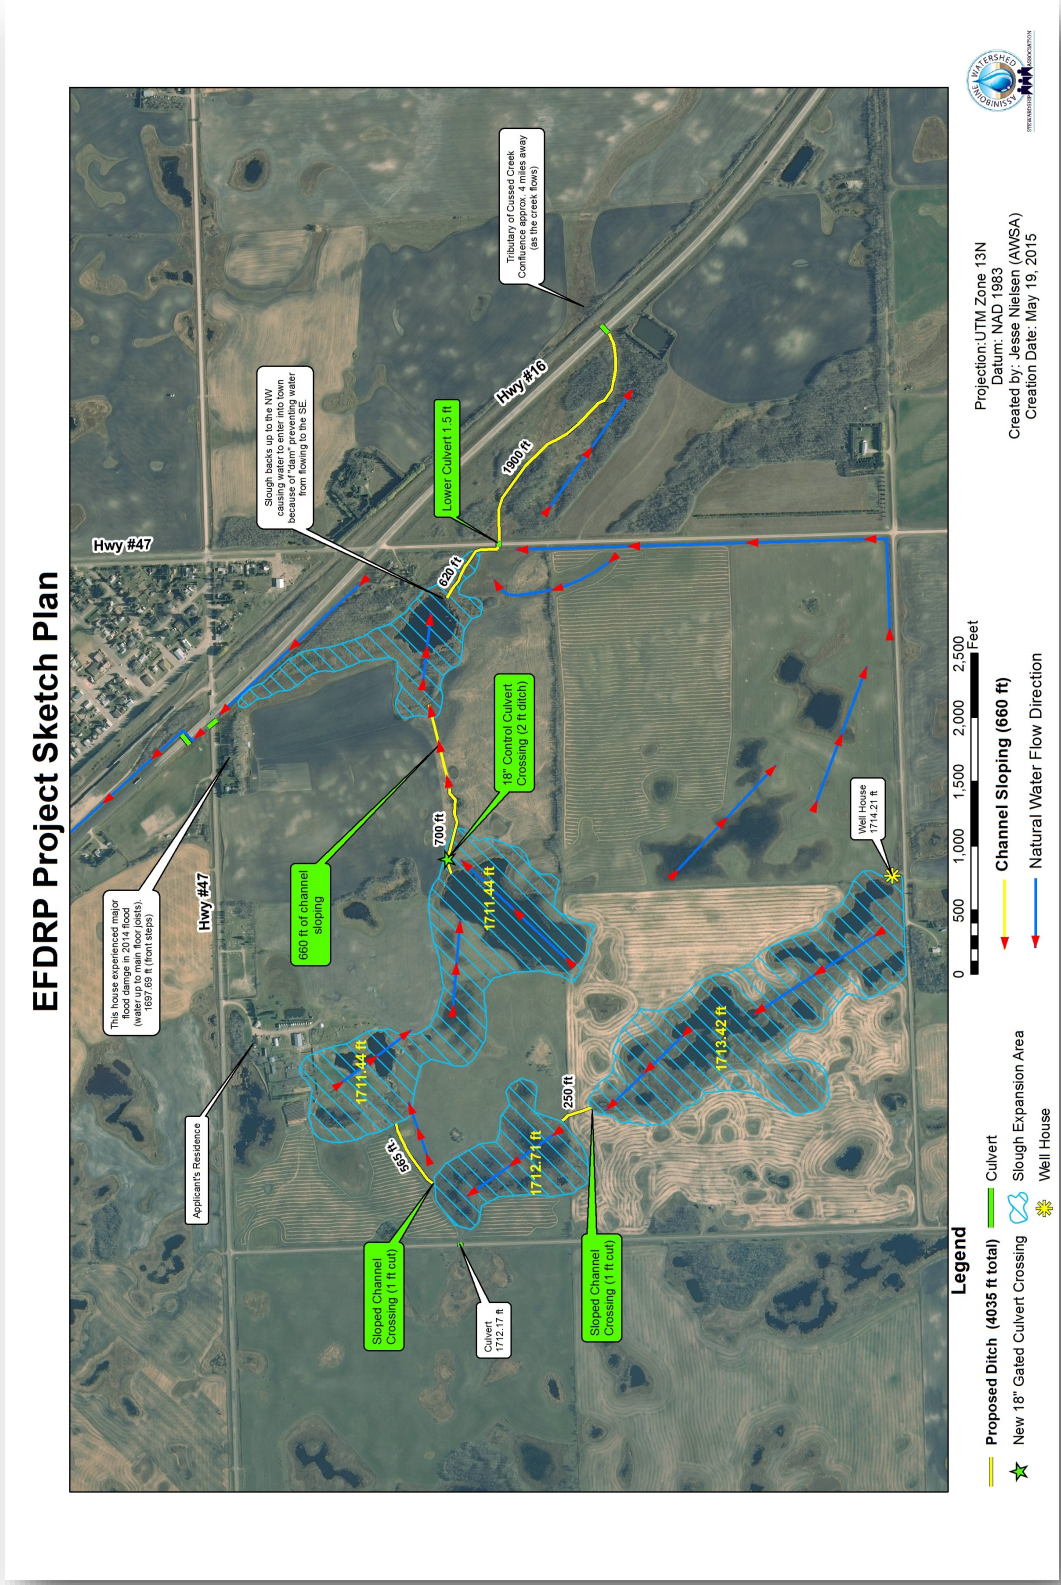 EFDRP Project Sketch Plan
This house experienced major
flood damge in 2014 flood
(water up to main floor joists).
1697.69 ft (front steps)
Hwy #47
Hwy #47
Slough backs up to the NW
causing water to enter into town
because of "dam" preventing water
from flowing to the SE.
Tributary of Cussed Creek
Confluence approx. 4 miles away
(as the creek flows)
Applicant's Residence
660 ft of channel
sloping
Lower Culvert 1.5 ft
Hwy #16
1900 ft
620 ft
18" Control Culvert
Crossing (2 ft ditch)
700 ft
1711.44 ft
1711.44 ft
565 ft
Sloped Channel
Crossing (1 ft cut)
Culvert
1712.17 ft
1712.71 ft
250 ft
Sloped Channel
Crossing (1 ft cut)
1713.42 ft
Well House
1714.21 ft
Legend
Proposed Ditch (4035 ft total)
New 18" Gated Culvert Crossing
Culvert
Slough Expansion Area
Well House
0 500 1,000 1,500 2,000 2,500
Feet
Channel Sloping (660 ft)
Natural Water Flow Direction
Projection:UTM Zone 13N
Datum: NAD 1983
Created by: Jesse Nielsen (AWSA)
Creation Date: May 19, 2015
ASSINIBOINE WATERSHED
STEWARDSHIP ASSOCIATION